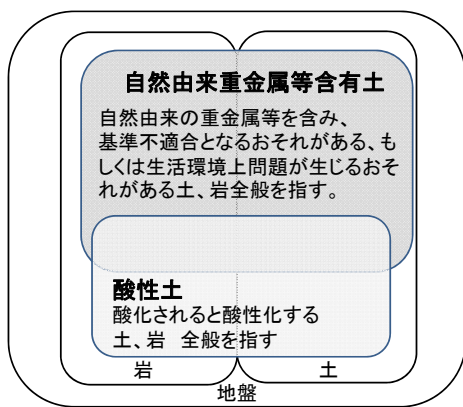 自然由来重金属等含有土
自然由来の重金属等を含み、
基準不適合となるおそれがある、も
しくは生活環境上問題が生じるおそ
れがある土、岩全般を指す。
酸性土
酸化されると酸性化する
土、岩 全般を指す
岩 土
地盤